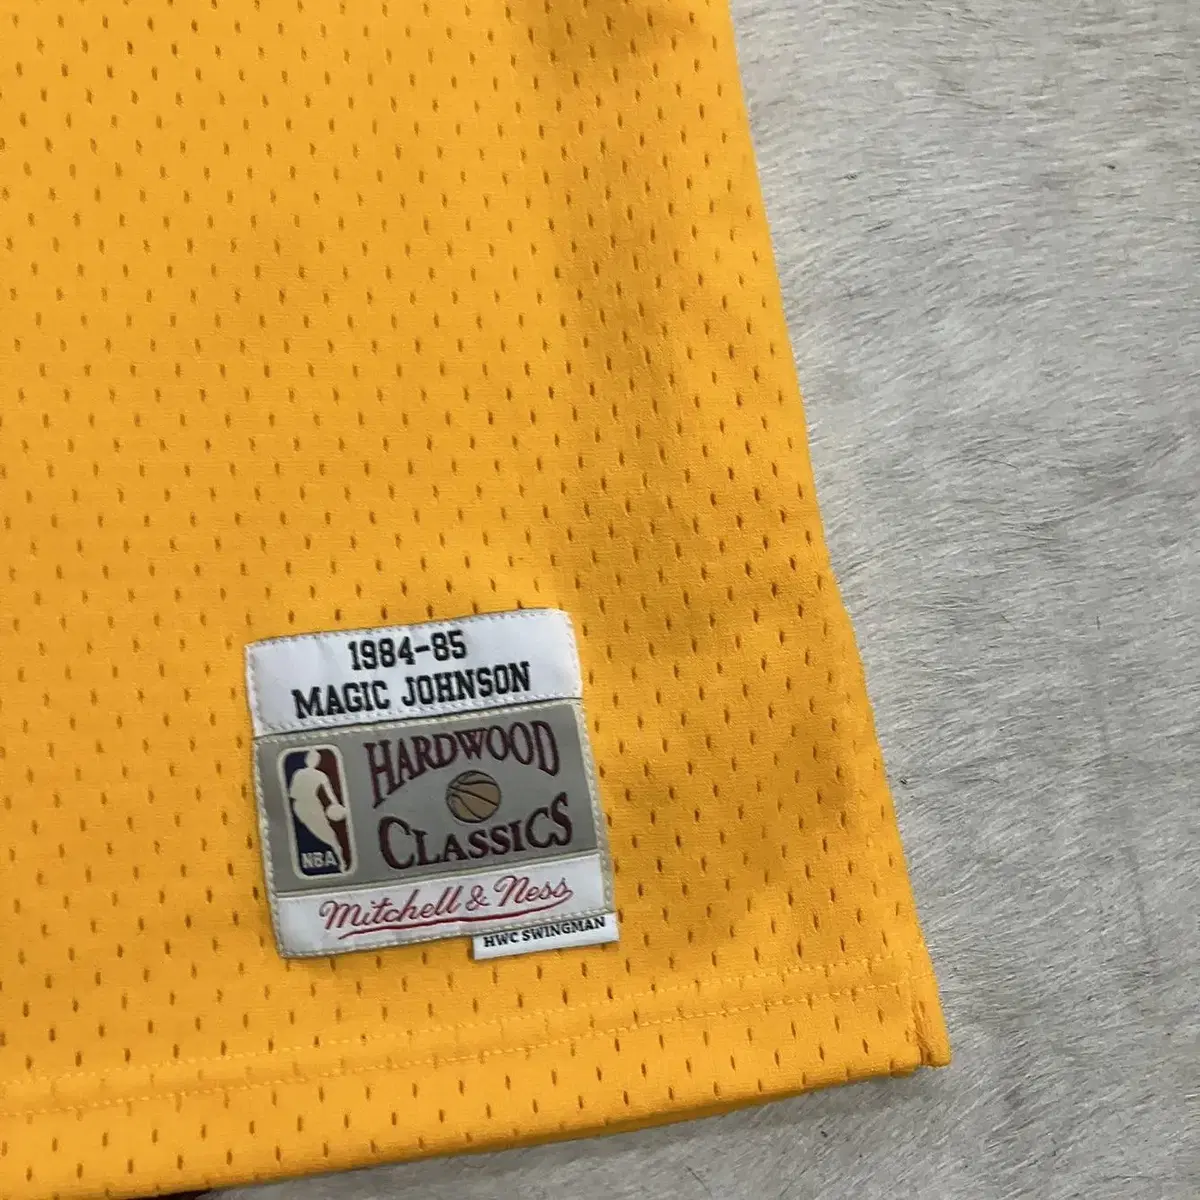 1984-85
MAGIC JOHNSON
HARDWOOD
CLASSICS
NBA
Mitchell & Ness
HWC SWINGMAN